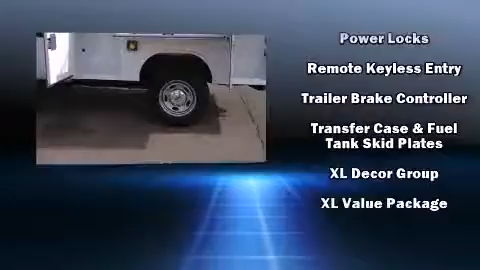 Power Locks
Remote Keyless Entry
Trailer Brake Controller
Transfer Case & Fuel
Tank Skid Plates
XL Decor Group
XL Value Package